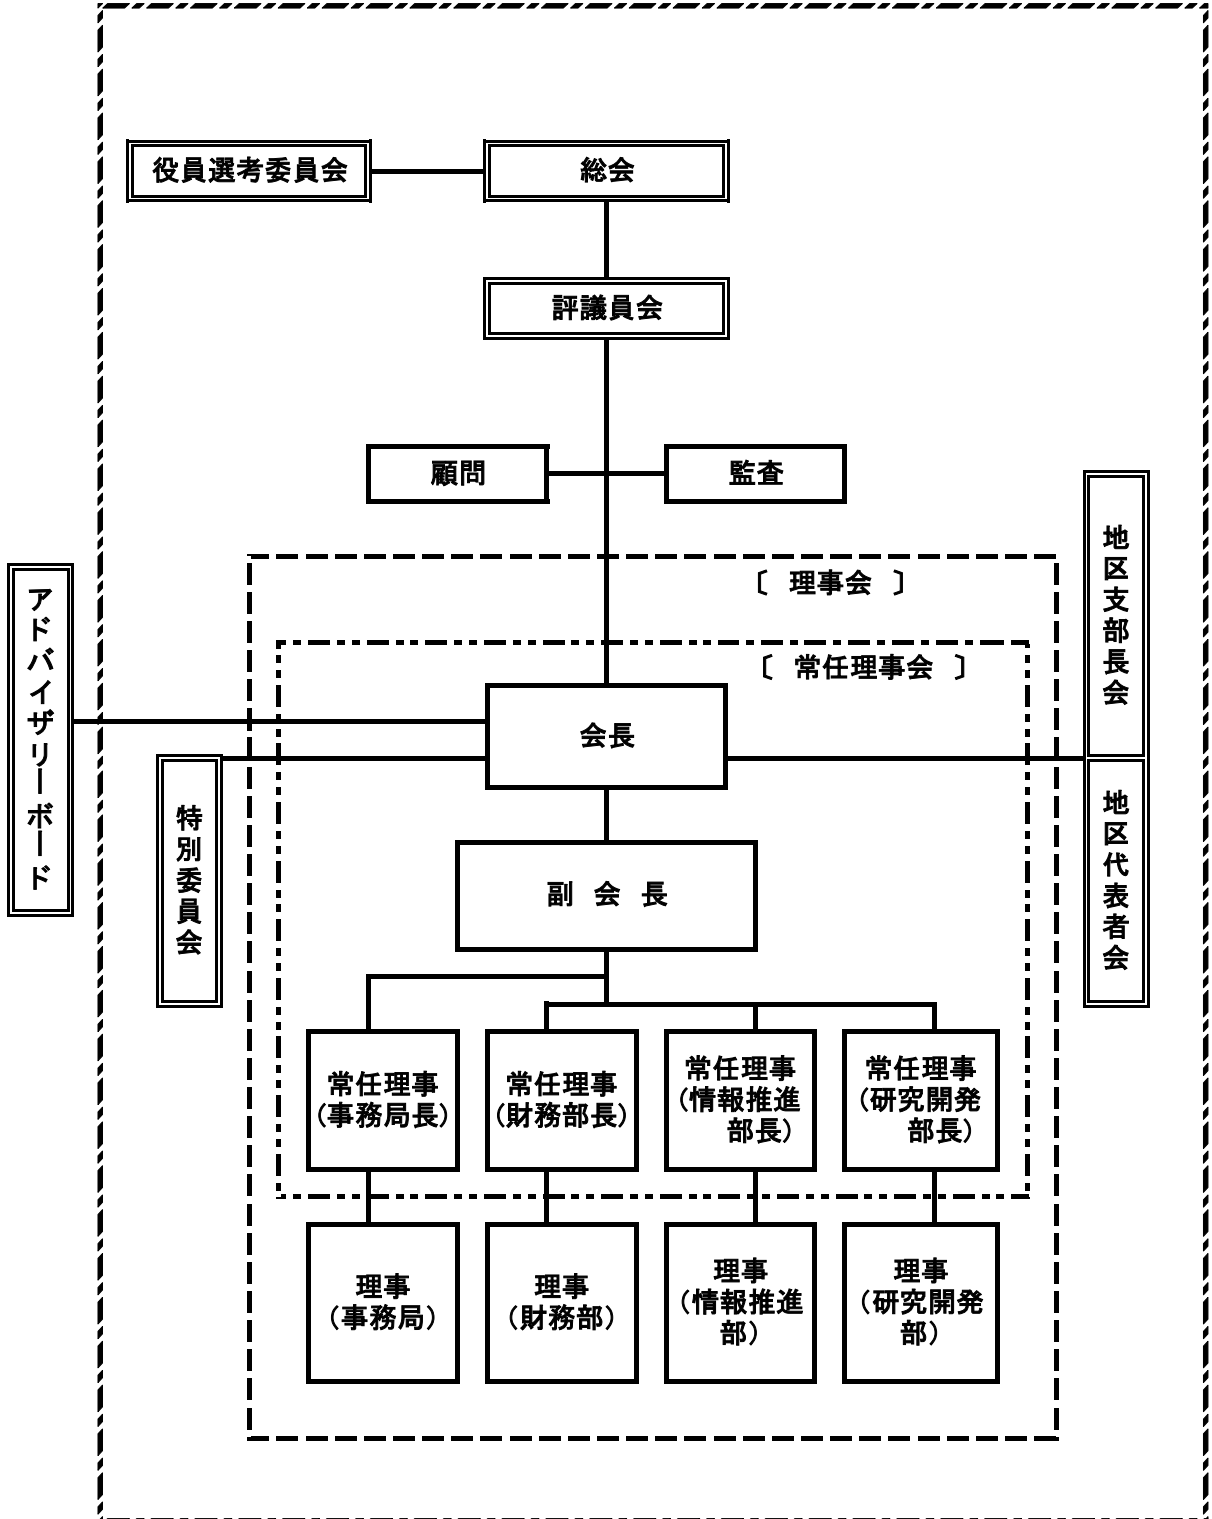 役員選考委員会
総会
評議員会
顧問
監査
〔 理事会 〕
〔 常任理事会 〕
アドバイザリーボード
地区支部長会
会長
特別委員会
地区代表者会
副 会 長
常任理事
（事務局長）
常任理事
（財務部長）
常任理事
（情報推進
部長）
常任理事
（研究開発
部長）
理事
（事務局）
理事
（財務部）
理事
（情報推進
部）
理事
（研究開発
部）